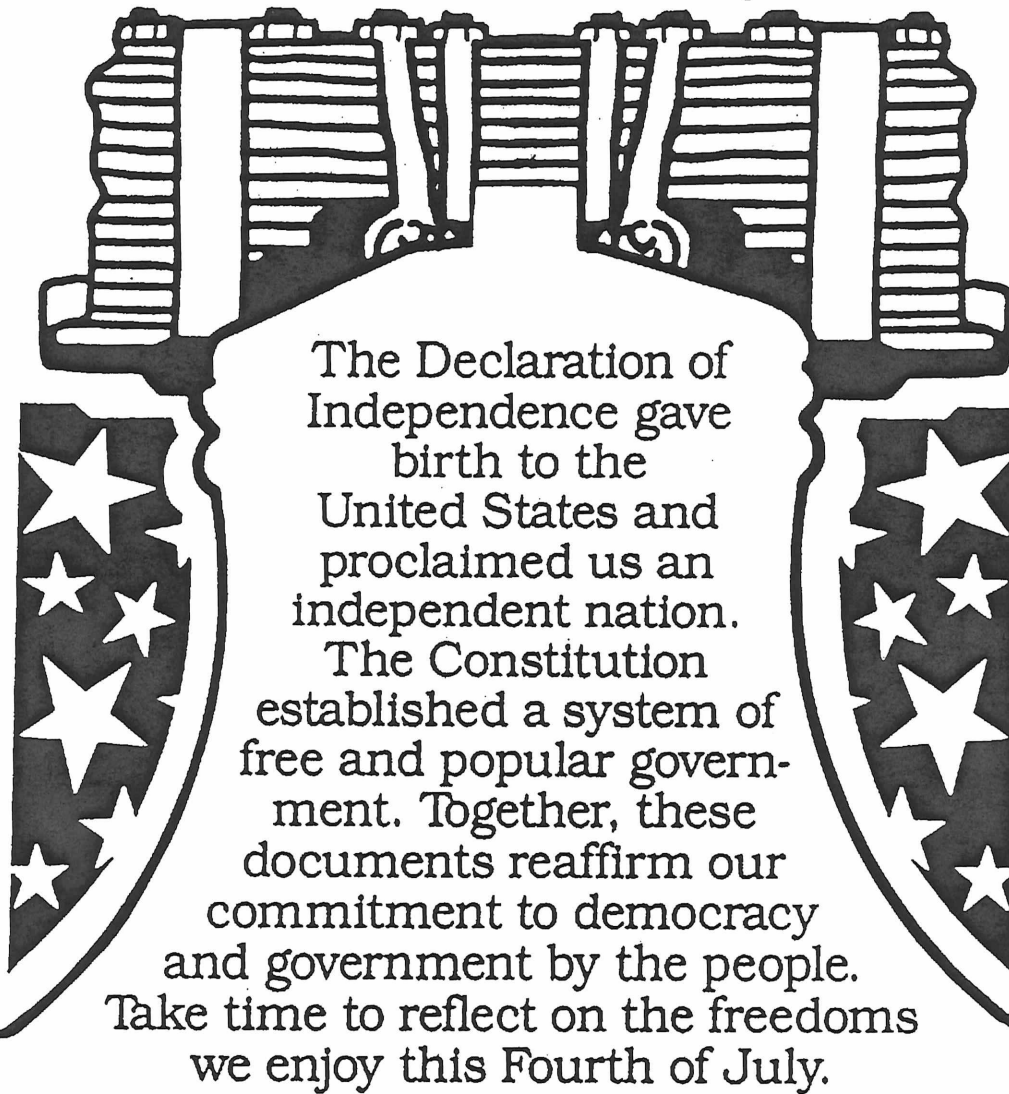 The Declaration of
Independence gave
birth to the
United States and
proclaimed us an
independent nation.
The Constitution
established a system of
free and popular govern-
ment. Together, these
documents reaffirm our
commitment to democracy
and government by the people.
Take time to reflect on the freedoms
we enjoy this Fourth of July.